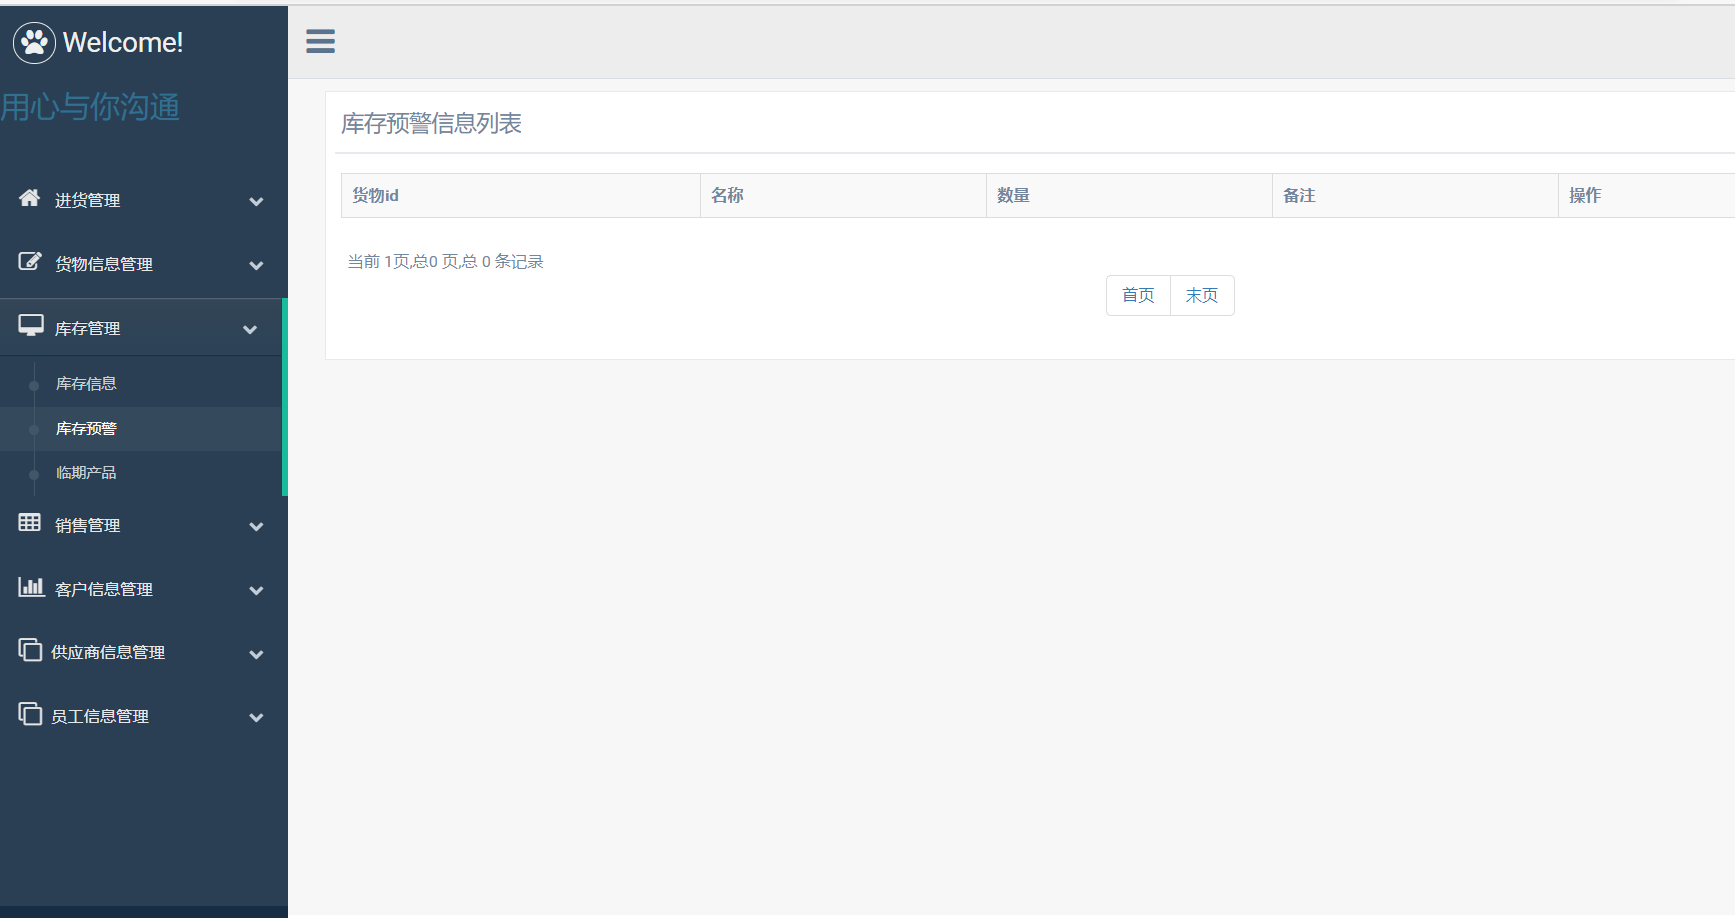 Welcome!
用心与你沟通
进货管理
货物信息管理
库存管理
库存信息
库存预警
临期产品
销售管理
客户信息管理
供应商信息管理
员工信息管理
库存预警信息列表
货物id 名称 数量 备注 操作
当前 1页,总0 页,总 0 条记录
首页 末页